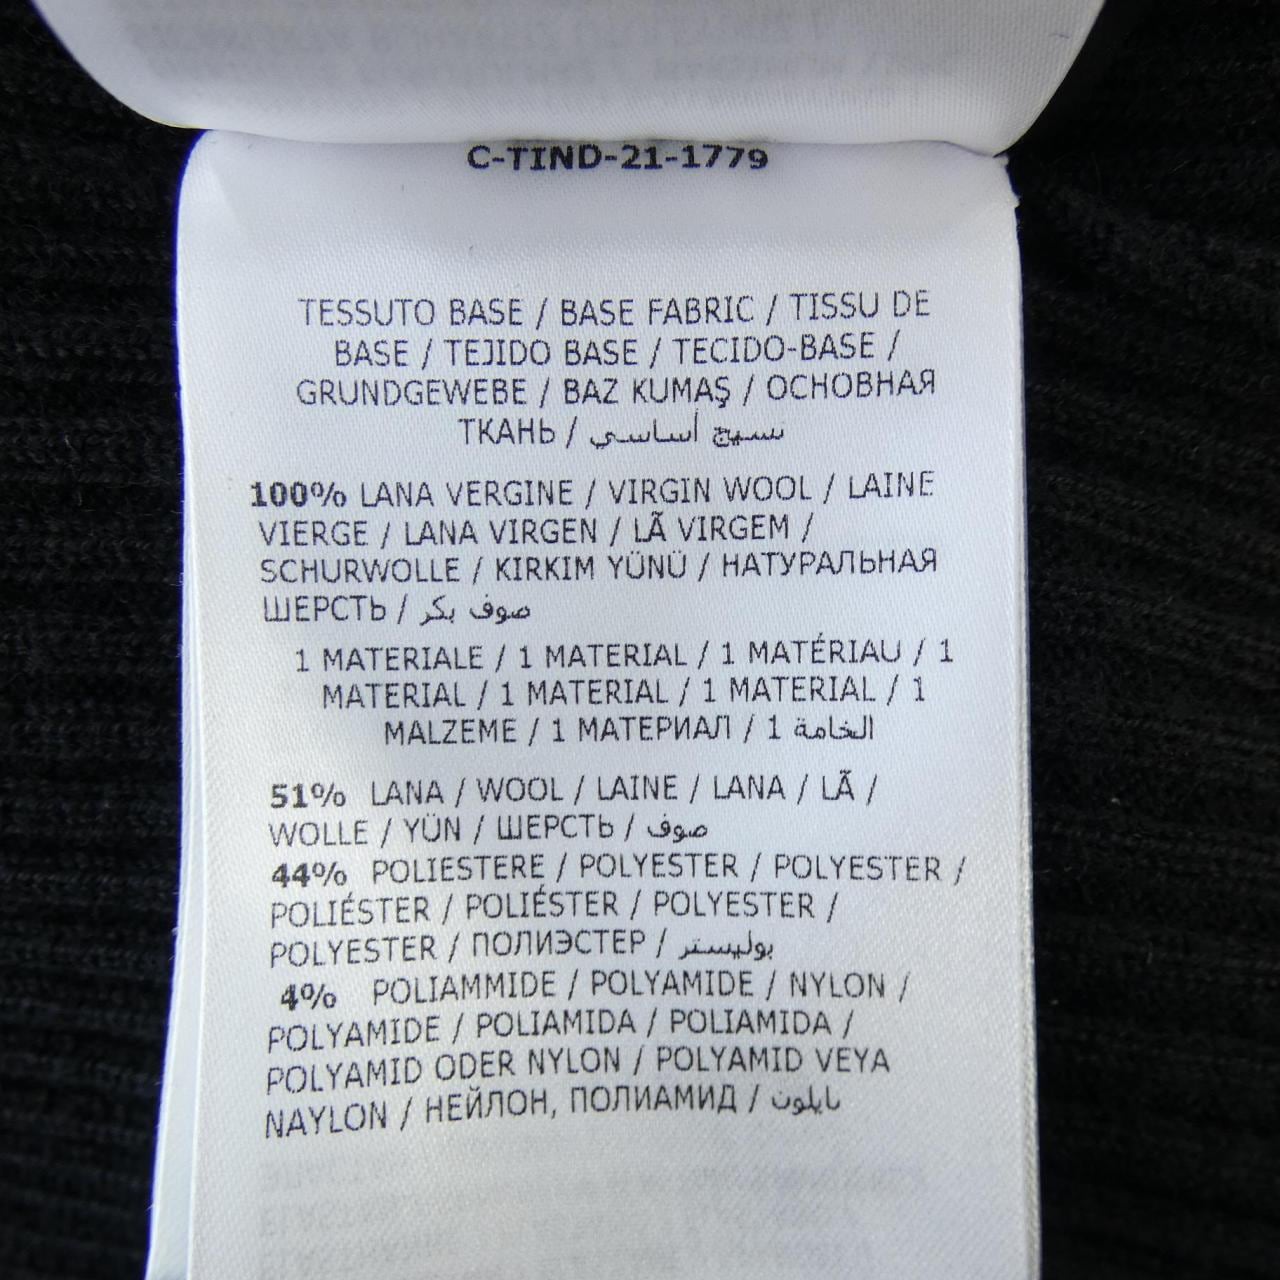 C-TIND-21-1779
TESSUTO BASE / BASE FABRIC / TISSU DE
BASE / TEJIDO BASE / TECIDO-BASE /
GRUNDGEWEBE / BAZ KUMAŞ / ОСНОВНАЯ
ТКАНЬ / نسيج أساسي
100% LANA VERGINE / VIRGIN WOOL / LAINE
VIERGE / LANA VIRGEN / LÃ VIRGEM /
SCHURWOLLE / KIRKIM YÜNÜ / НАТУРАЛЬНАЯ
ШЕРСТЬ / صوف بكر
1 MATERIALE / 1 MATERIAL / 1 MATÉRIAU / 1
MATERIAL / 1 MATERIAL / 1 MATERIAL / 1
MALZEME / 1 МАТЕРИАЛ / 1 الخامة
51% LANA / WOOL / LAINE / LANA / LÃ /
WOLLE / YÜN / ШЕРСТЬ / صوف
44% POLIESTERE / POLYESTER / POLYESTER /
POLIÉSTER / POLIÉSTER / POLYESTER /
POLYESTER / ПОЛИЭСТЕР / بوليستر
4% POLIAMMIDE / POLYAMIDE / NYLON /
POLYAMIDE / POLIAMIDA / POLIAMIDA /
POLYAMID ODER NYLON / POLYAMID VEYA
NAYLON / НЕЙЛОН, ПОЛИАМИД / نايلون